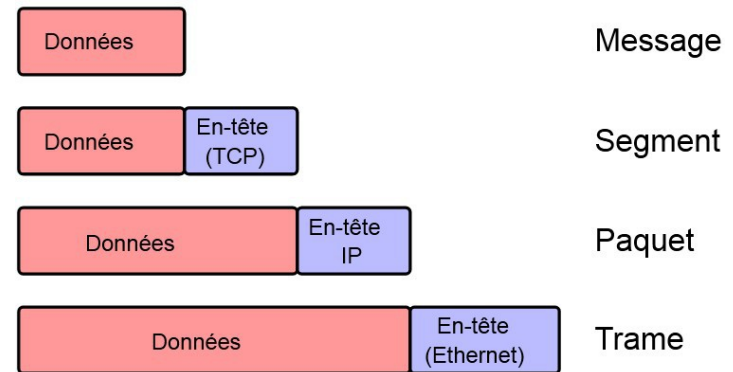 Données
Message
Données
En-tête
(TCP)
Segment
Données
En-tête
IP
Paquet
Données
En-tête
(Ethernet)
Trame